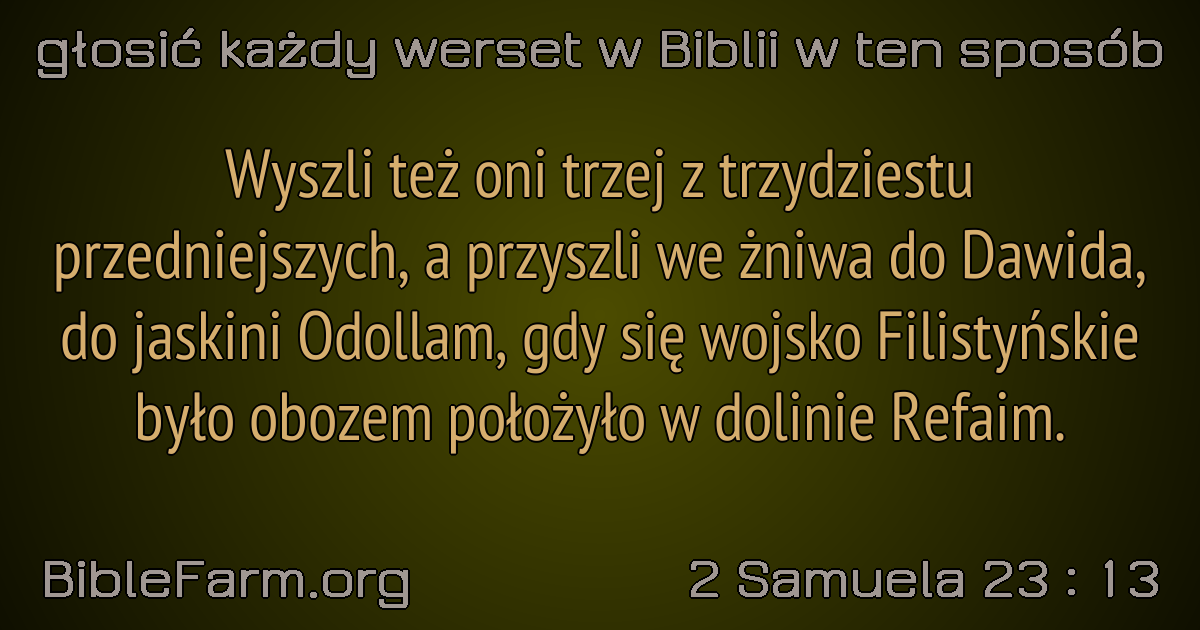 głosić każdy werset w Biblii w ten sposób
Wyszli też oni trzej z trzydziestu
przedniejszych, a przyszli we żniwa do Dawida,
do jaskini Odollam, gdy się wojsko Filistyńskie
było obozem położyło w dolinie Refaim.
BibleFarm.org
2 Samuela 23 : 13